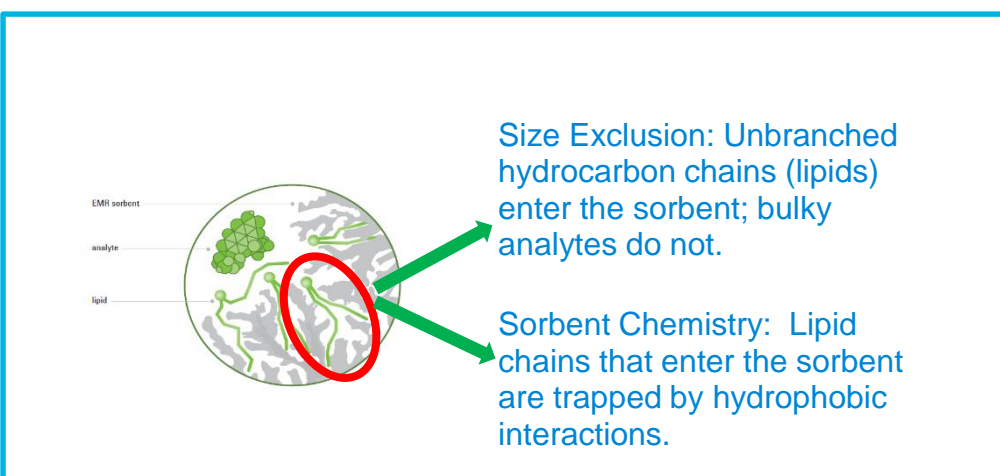 Size Exclusion: Unbranched
hydrocarbon chains (lipids)
enter the sorbent; bulky
analytes do not.
EMR sorbent
analyte
lipid
Sorbent Chemistry:  Lipid
chains that enter the sorbent
are trapped by hydrophobic
interactions.